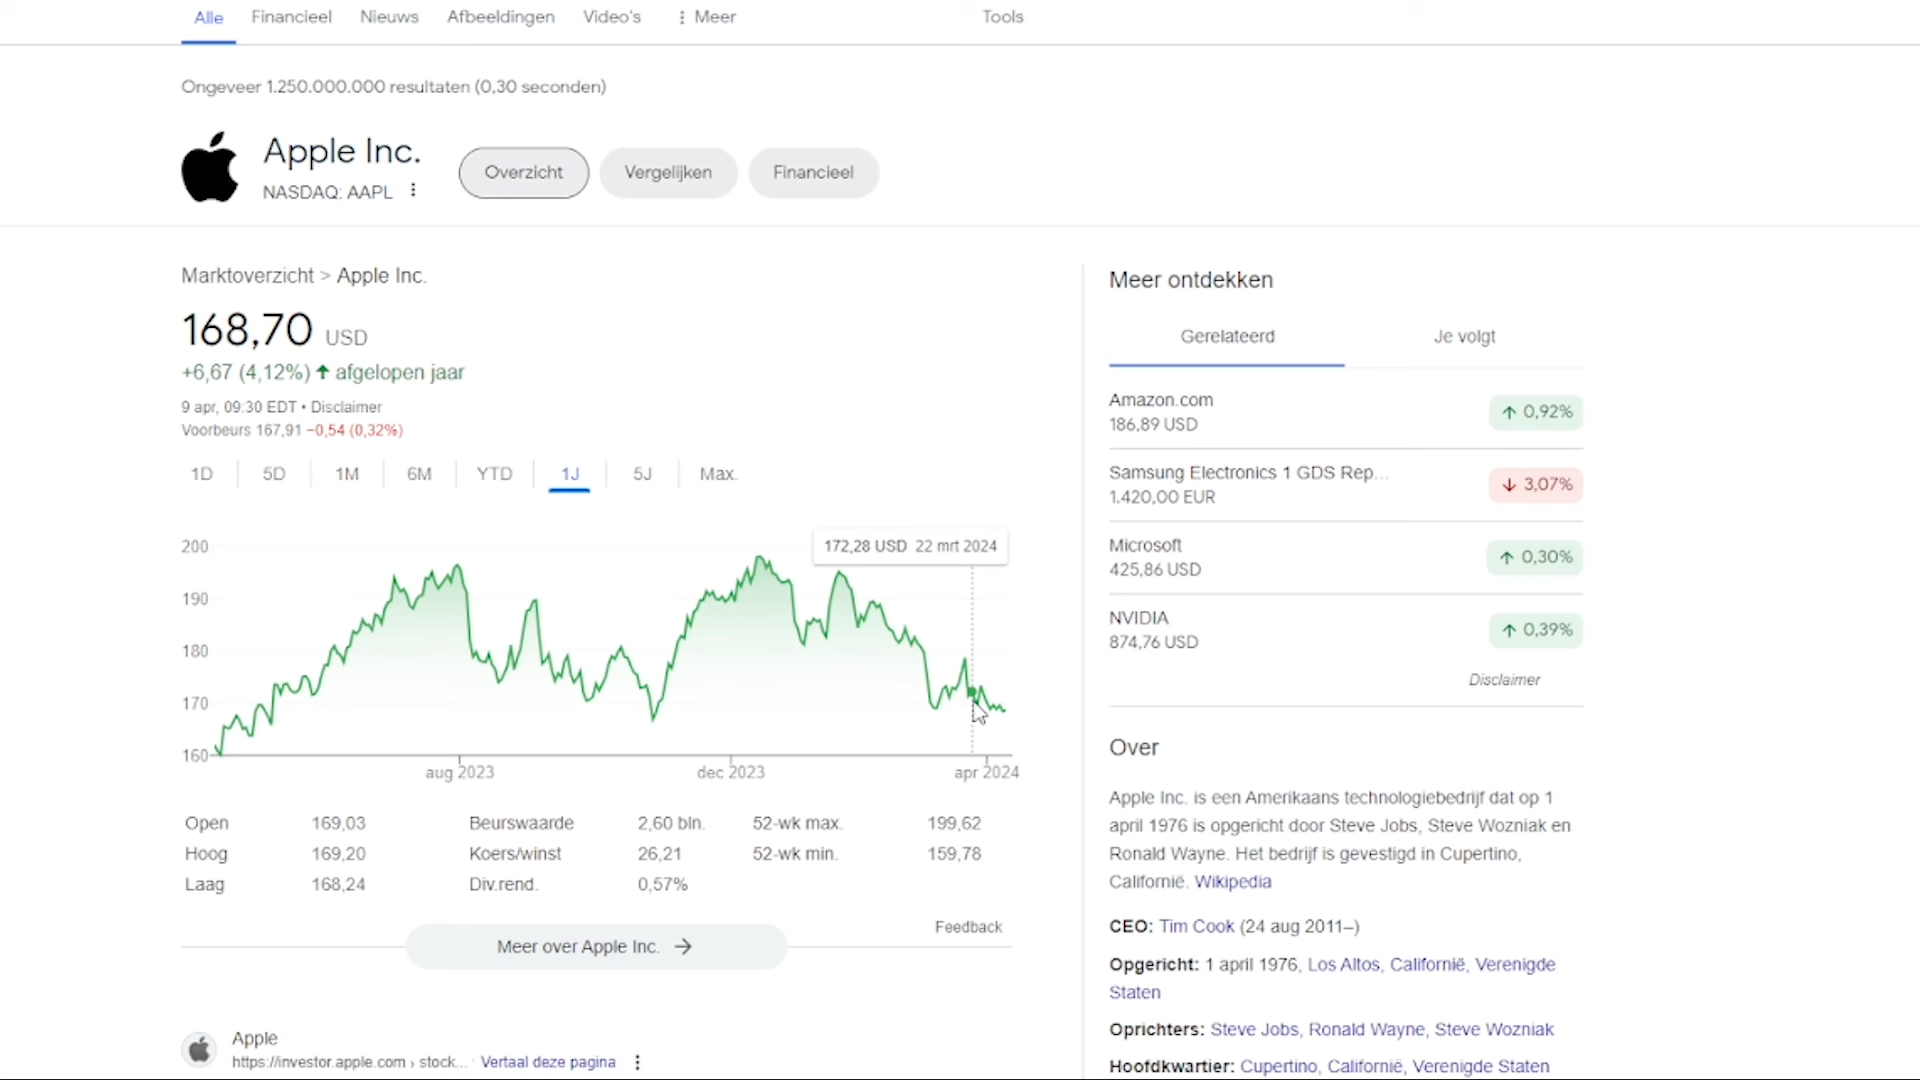 Alle Financieel Nieuws Afbeeldingen Video's Meer Tools
Ongeveer 1.250.000.000 resultaten (0,30 seconden)
Apple Inc.
NASDAQ: AAPL
Overzicht Vergelijken Financieel
Marktoverzicht > Apple Inc.
168,70 USD
+6,67 (4,12%) ↑ afgelopen jaar
9 apr, 09:30 EDT • Disclaimer
Voorbeurs 167,91 −0,54 (0,32%)
1D 5D 1M 6M YTD 1J 5J Max.
172,28 USD 22 mrt 2024
200
190
180
170
160
aug 2023 dec 2023 apr 2024
Open 169,03 Beurswaarde 2,60 bln. 52-wk max. 199,62
Hoog 169,20 Koers/winst 26,21 52-wk min. 159,78
Laag 168,24 Div.rend. 0,57%
Feedback
Meer over Apple Inc. →
Apple
https://investor.apple.com › stock... · Vertaal deze pagina
Meer ontdekken
Gerelateerd Je volgt
Amazon.com
186,89 USD
↑ 0,92%
Samsung Electronics 1 GDS Rep...
1.420,00 EUR
↓ 3,07%
Microsoft
425,86 USD
↑ 0,30%
NVIDIA
874,76 USD
↑ 0,39%
Disclaimer
Over
Apple Inc. is een Amerikaans technologiebedrijf dat op 1
april 1976 is opgericht door Steve Jobs, Steve Wozniak en
Ronald Wayne. Het bedrijf is gevestigd in Cupertino,
Californië. Wikipedia
CEO: Tim Cook (24 aug 2011–)
Opgericht: 1 april 1976, Los Altos, Californië, Verenigde
Staten
Oprichters: Steve Jobs, Ronald Wayne, Steve Wozniak
Hoofdkwartier: Cupertino, Californië, Verenigde Staten